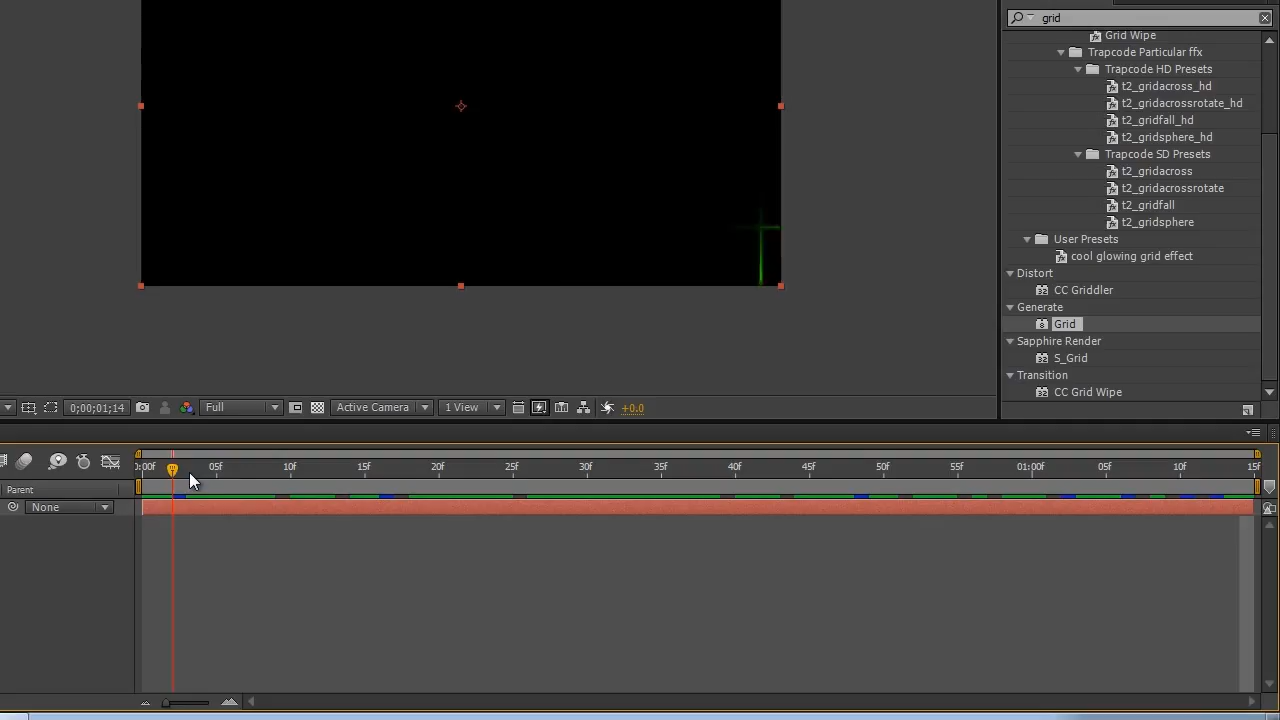 grid
Grid Wipe
Trapcode Particular ffx
Trapcode HD Presets
t2_gridacross_hd
t2_gridacrossrotate_hd
t2_gridfall_hd
t2_gridsphere_hd
Trapcode SD Presets
t2_gridacross
t2_gridacrossrotate
t2_gridfall
t2_gridsphere
User Presets
cool glowing grid effect
Distort
CC Griddler
Generate
Grid
Sapphire Render
S_Grid
Transition
CC Grid Wipe
0;00;01;14 Full Active Camera 1 View +0.0
0:00f 05f 10f 15f 20f 25f 30f 35f 40f 45f 50f 55f 01:00f 05f 10f 15f
Parent
None